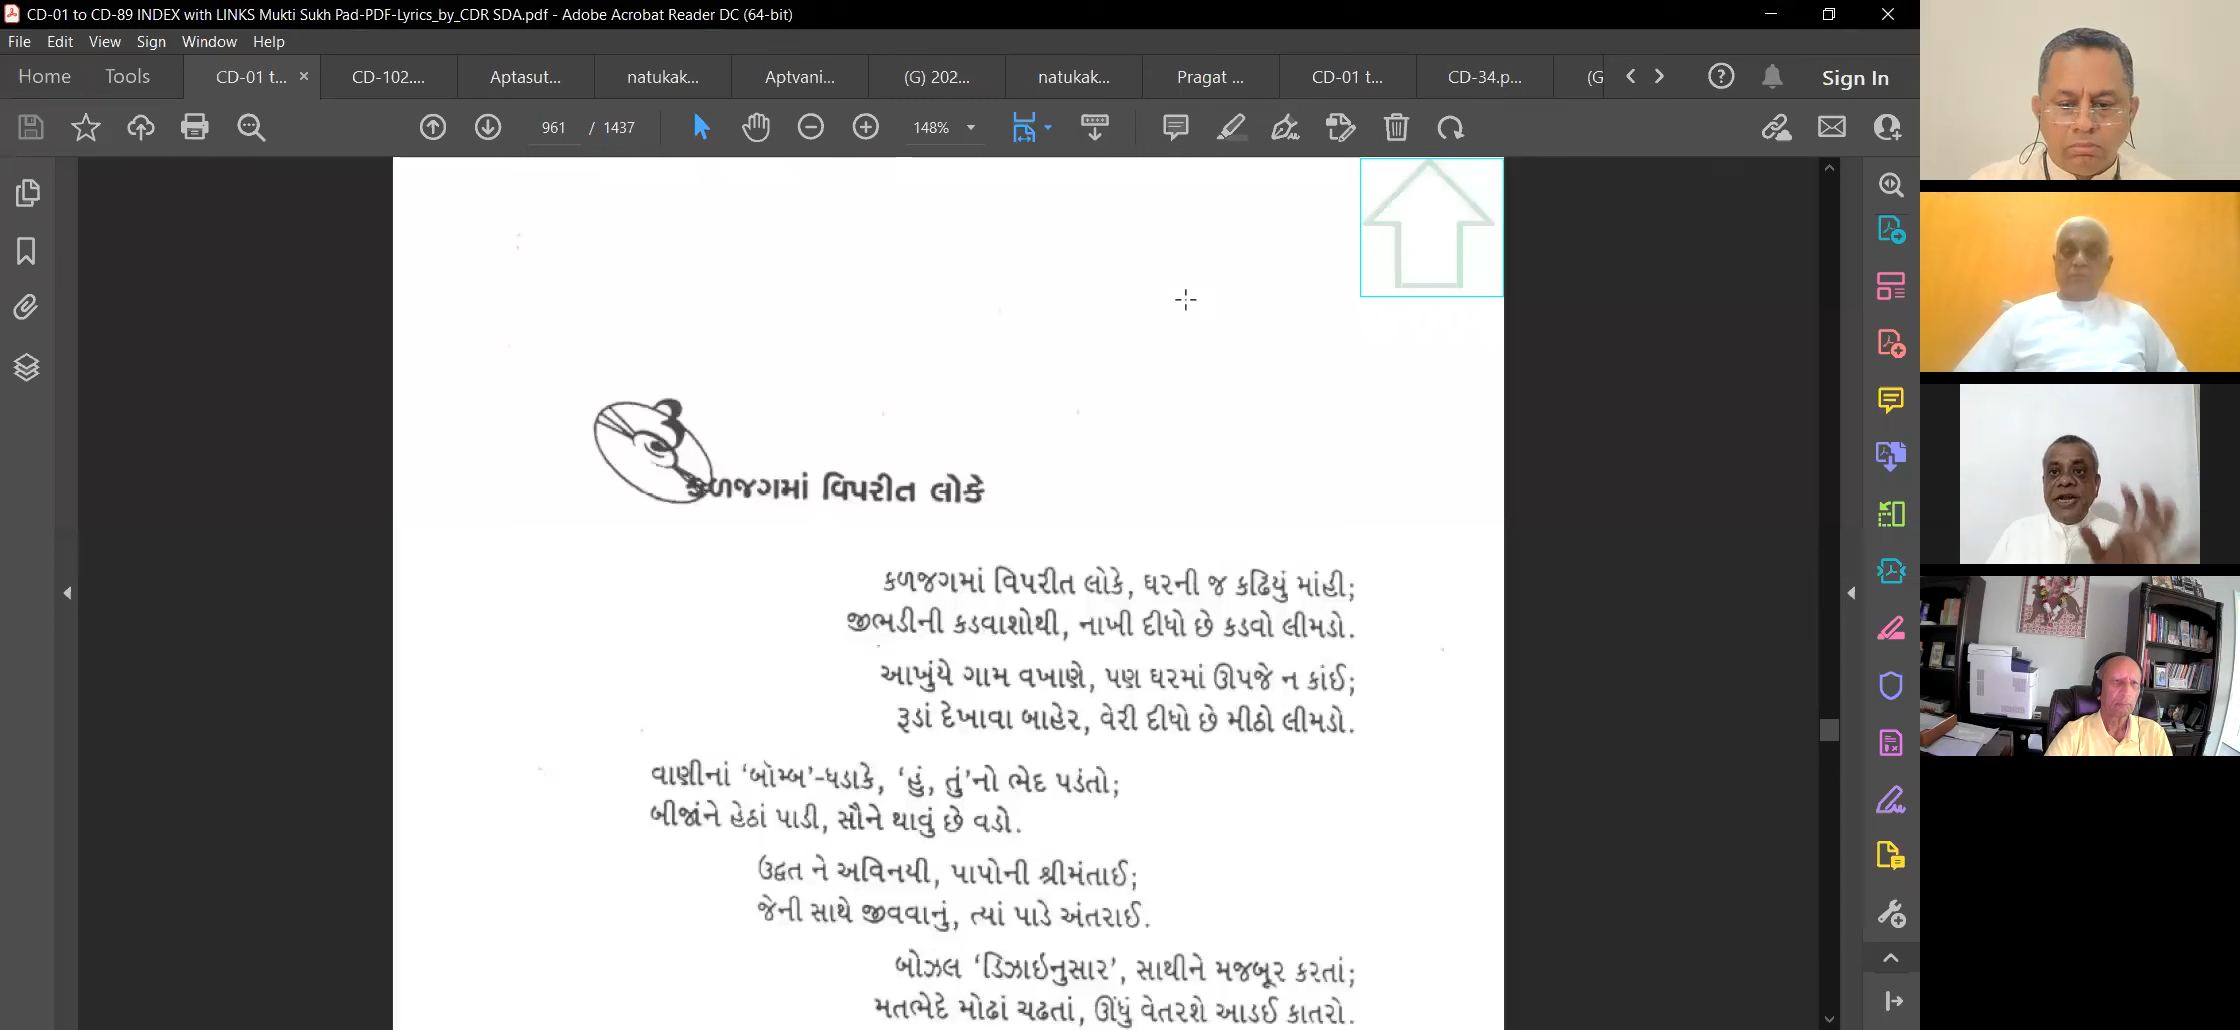 CD-01 to CD-89 INDEX with LINKS Mukti Sukh Pad-PDF-Lyrics_by_CDR SDA.pdf - Adobe Acrobat Reader DC (64-bit)
File Edit View Sign Window Help
Home Tools CD-01 t... CD-102.... Aptasut... natukak... Aptvani... (G) 202... natukak... Pragat ... CD-01 t... CD-34.p... (G Sign In
961 / 1437 148%
૩
કળજગમાં વિપરીત લોકે
કળજગમાં વિપરીત લોકે, ઘરની જ કઢિયું માંહી;
જીભડીની કડવાશોથી, નાખી દીધો છે કડવો લીમડો.
આખુંયે ગામ વખાણે, પણ ઘરમાં ઊપજે ન કાંઈ;
રૂડાં દેખાવા બાહેર, વેરી દીધો છે મીઠો લીમડો.
વાણીનાં ‘બૉમ્બ’-ધડાકે, ‘હું, તું’નો ભેદ પડંતો;
બીજાંને હેઠાં પાડી, સૌને થાવું છે વડો.
ઉદ્ધત ને અવિનયી, પાપોની શ્રીમંતાઈ;
જેની સાથે જીવવાનું, ત્યાં પાડે અંતરાઈ.
બોઝલ ‘ડિઝાઇનુસાર’, સાથીને મજબૂર કરતાં;
મતભેદે મોઢાં ચઢતાં, ઊંધું વેતરશે આડઈ કાતરો.